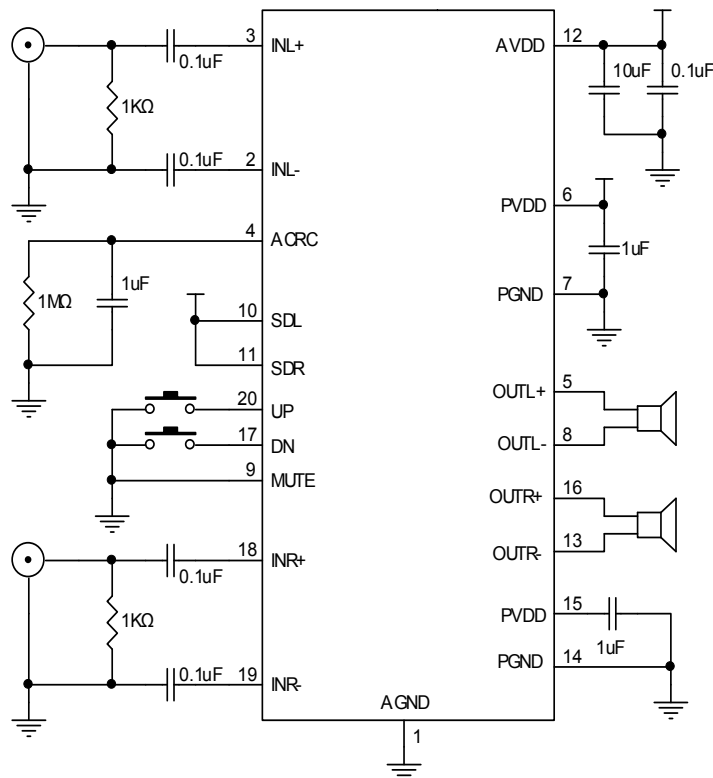 3 INL+
0.1uF
1KΩ
0.1uF 2 INL-
4 ACRC
1MΩ 1uF
10 SDL
11 SDR
20 UP
17 DN
9 MUTE
18 INR+
0.1uF
1KΩ
0.1uF 19 INR-
AGND
1
AVDD 12
10uF 0.1uF
PVDD 6
1uF
PGND 7
OUTL+ 5
OUTL- 8
OUTR+ 16
OUTR- 13
PVDD 15
1uF
PGND 14